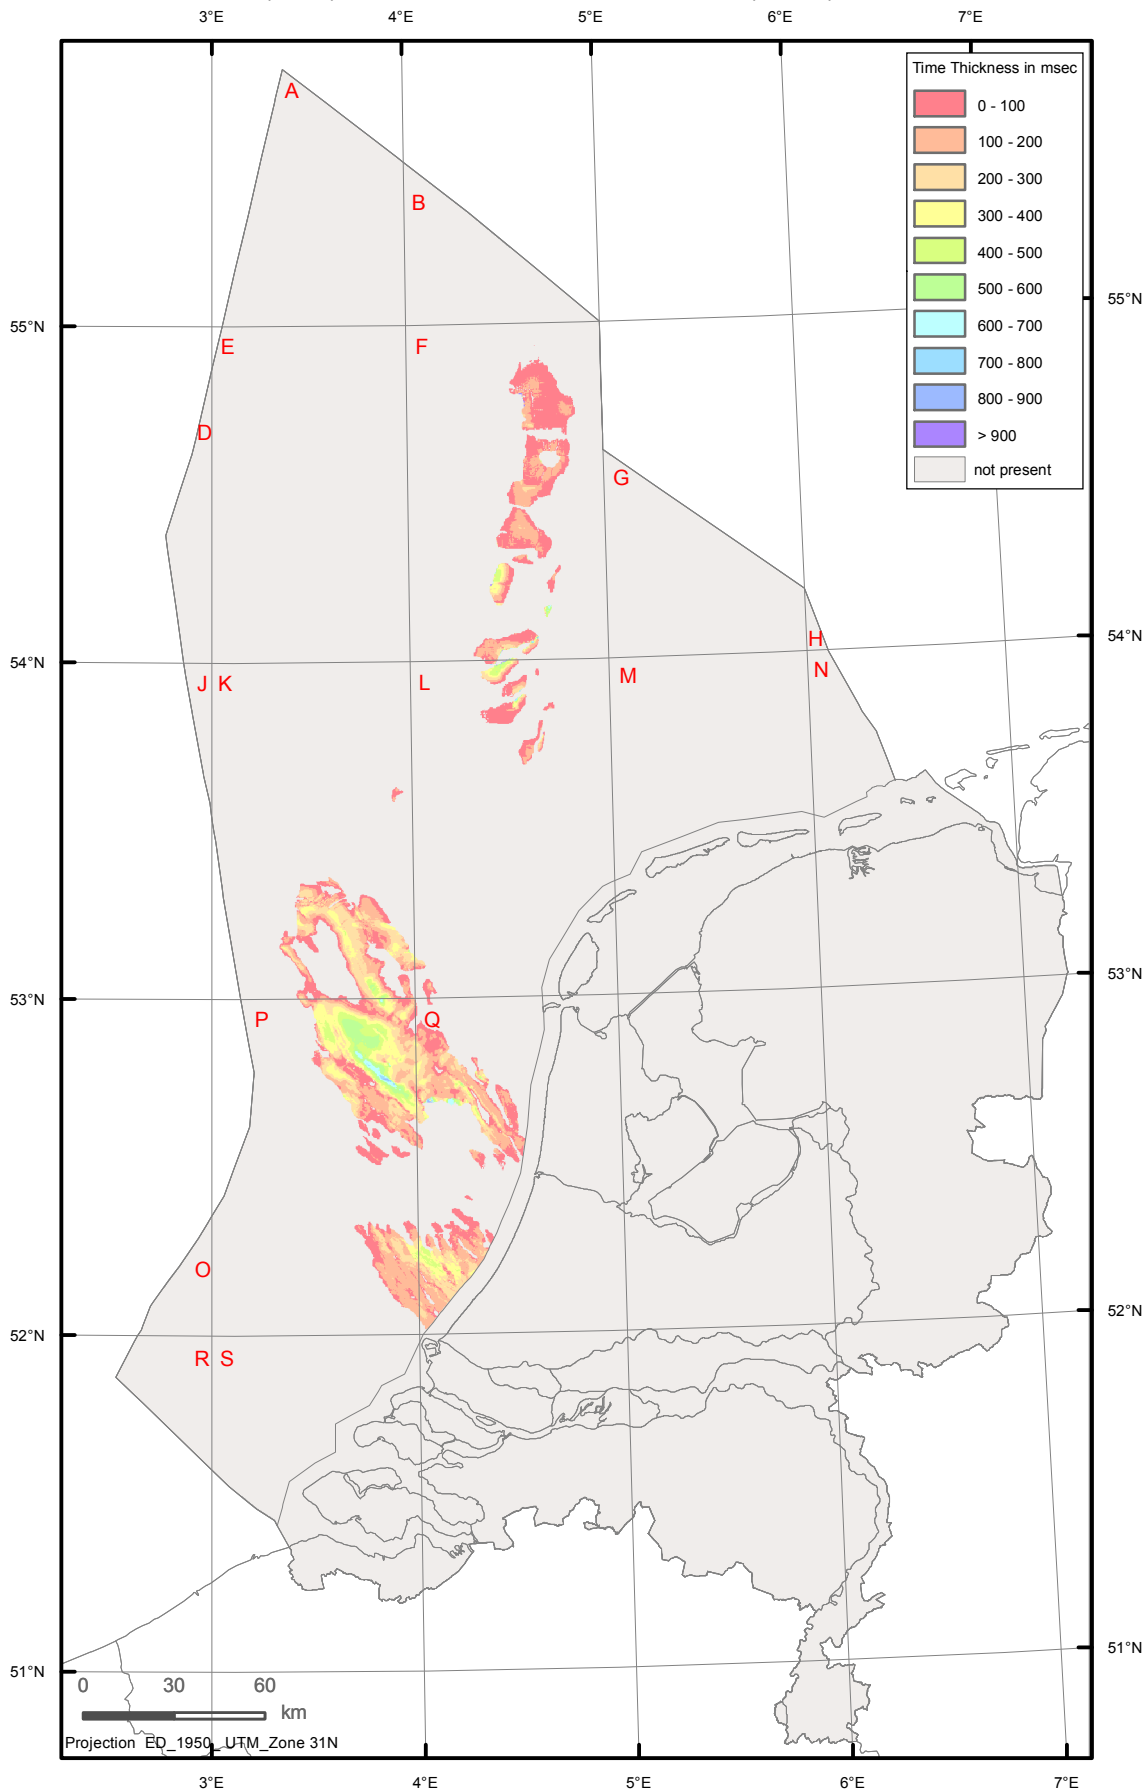 3°E 4°E 5°E 6°E 7°E
Time Thickness in msec
0 - 100
100 - 200
200 - 300
300 - 400
400 - 500
500 - 600
600 - 700
700 - 800
800 - 900
> 900
not present
A
B
55°N 55°N
E F
D
G
H
54°N 54°N
J K L M N
53°N 53°N
P Q
O
52°N 52°N
R S
51°N 51°N
0 30 60
km
Projection ED_1950_UTM_Zone 31N
3°E 4°E 5°E 6°E 7°E